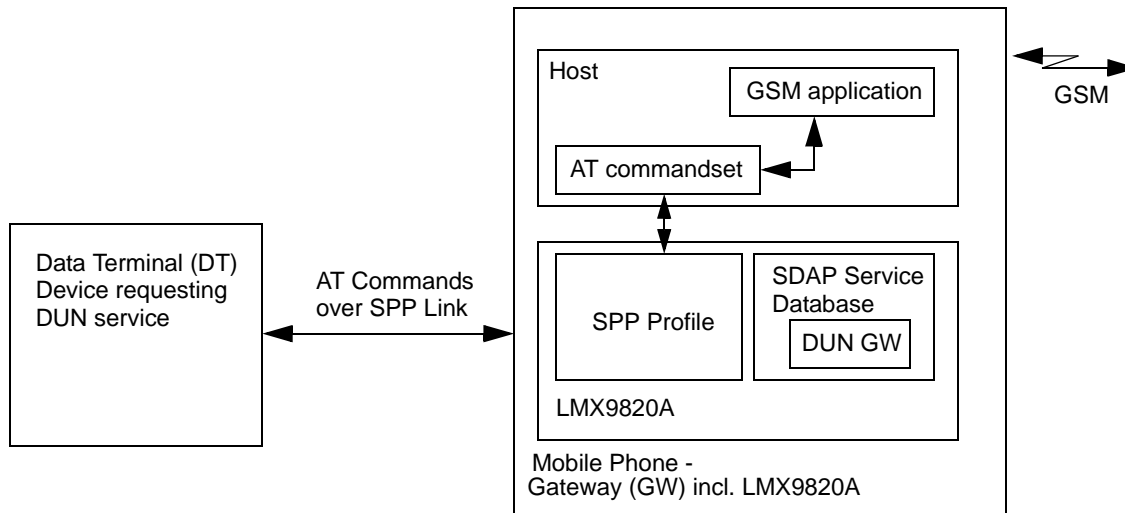 Host
GSM application
AT commandset
GSM
Data Terminal (DT)
Device requesting
DUN service
AT Commands
over SPP Link
SPP Profile
SDAP Service
Database
DUN GW
LMX9820A
Mobile Phone -
Gateway (GW) incl. LMX9820A